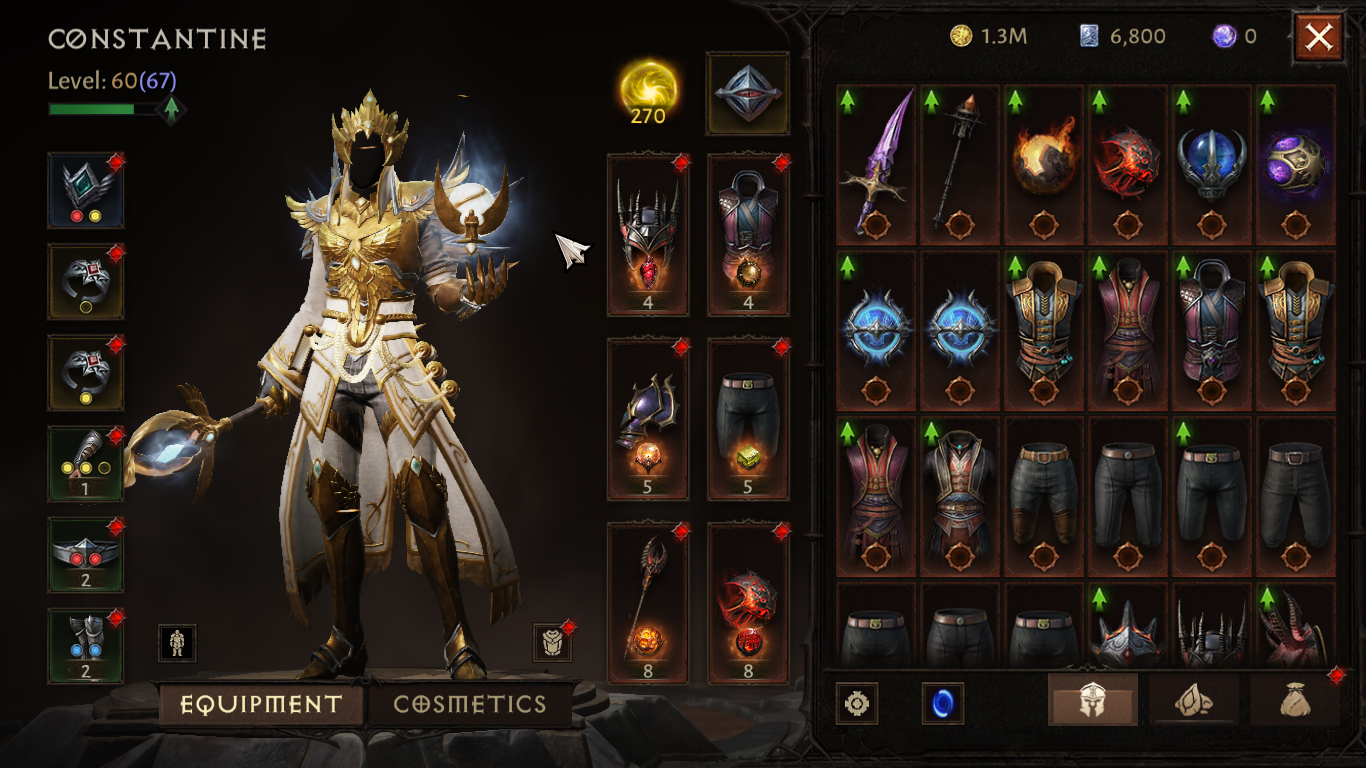 CONSTANTINE
Level: 60(67)
1.3M
6,800
0
270
4
4
1
5
5
2
2
8
8
EQUIPMENT
COSMETICS